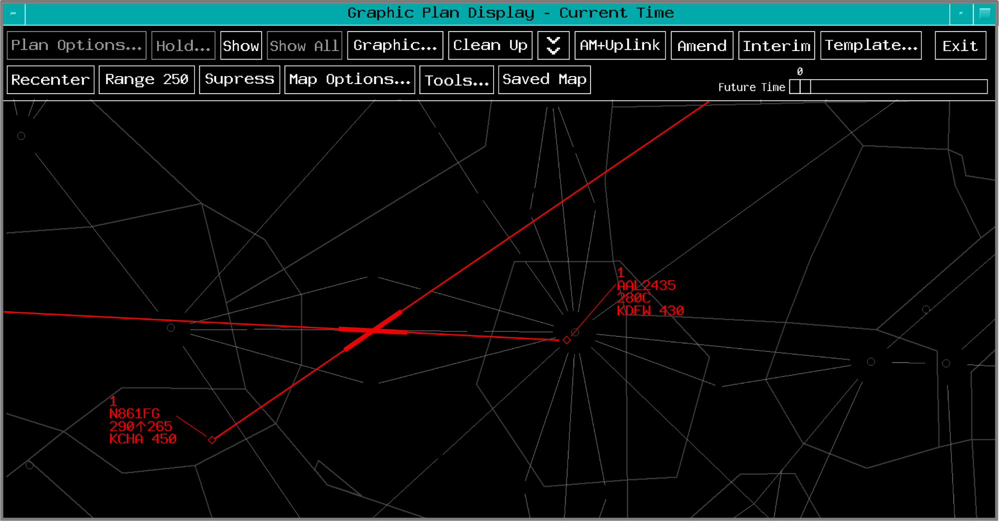 Graphic Plan Display - Current Time
Plan Options... Hold... Show Show All Graphic... Clean Up AM+Uplink Amend Interim Template... Exit
Recenter Range 250 Supress Map Options... Tools... Saved Map
0
Future Time
1
AAL2435
280C
KDFW 430
1
N861FG
290↑265
KCHA 450